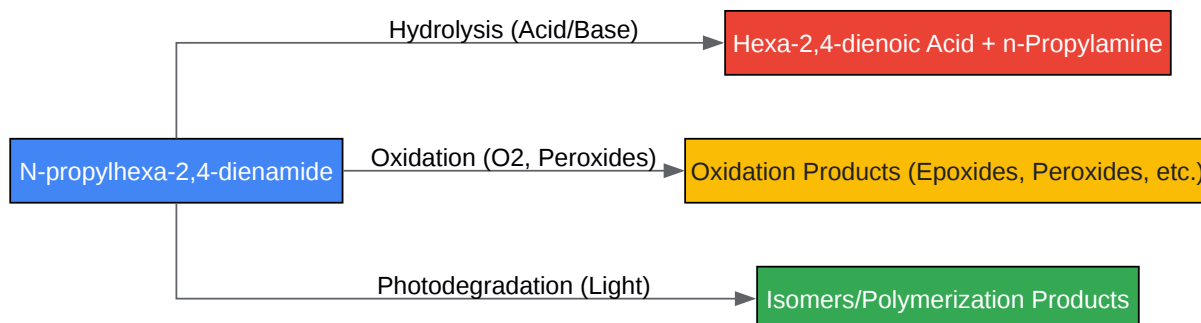 Hydrolysis (Acid/Base)
Hexa-2,4-dienoic Acid + n-Propylamine
N-propylhexa-2,4-dienamide
Oxidation (O2, Peroxides)
Oxidation Products (Epoxides, Peroxides, etc.)
Photodegradation (Light)
Isomers/Polymerization Products